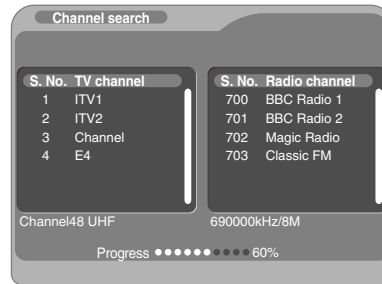 Channel search
S. No. TV channel
1 ITV1
2 ITV2
3 Channel
4 E4
S. No. Radio channel
700 BBC Radio 1
701 BBC Radio 2
702 Magic Radio
703 Classic FM
Channel48 UHF
690000kHz/8M
Progress 60%